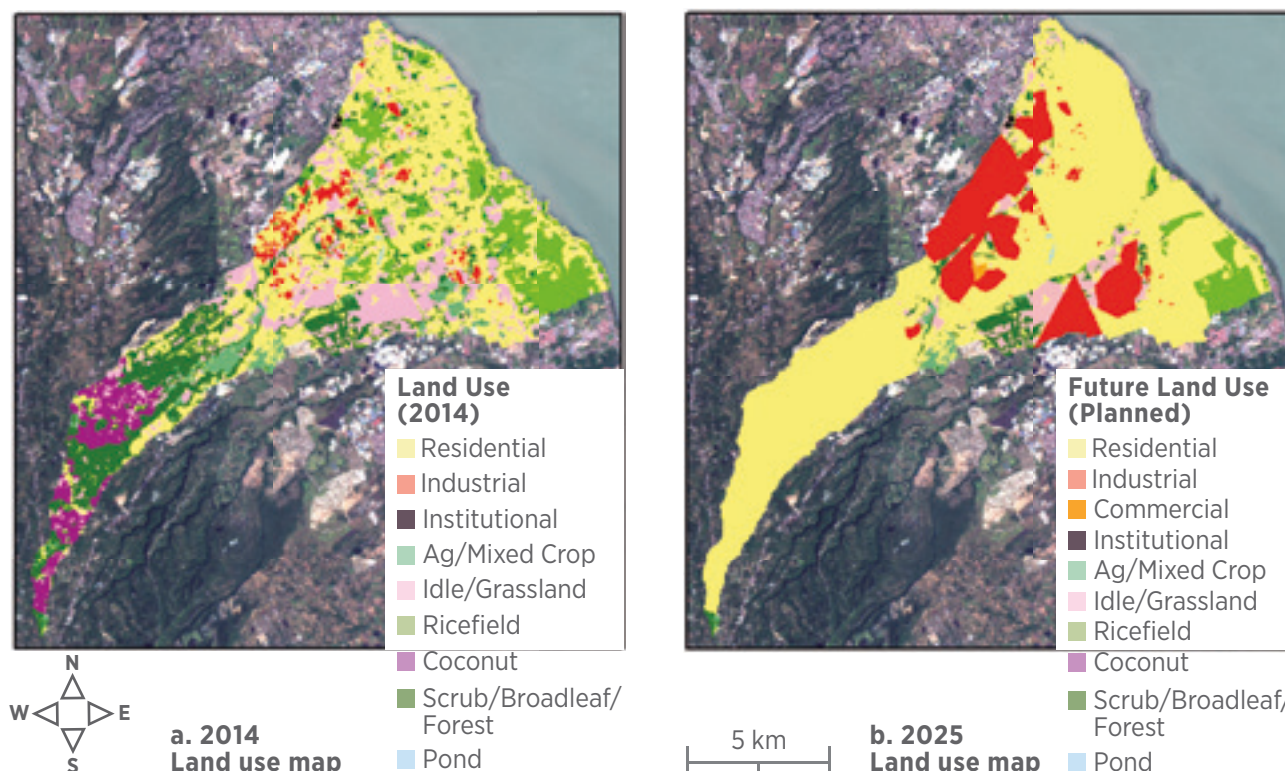 Land Use
(2014)
Residential
Industrial
Institutional
Ag/Mixed Crop
Idle/Grassland
Ricefield
Coconut
Scrub/Broadleaf/
Forest
Pond
N
W
E
S
a. 2014
Land use map
Future Land Use
(Planned)
Residential
Industrial
Commercial
Institutional
Ag/Mixed Crop
Idle/Grassland
Ricefield
Coconut
Scrub/Broadleaf/
Forest
Pond
5 km
b. 2025
Land use map